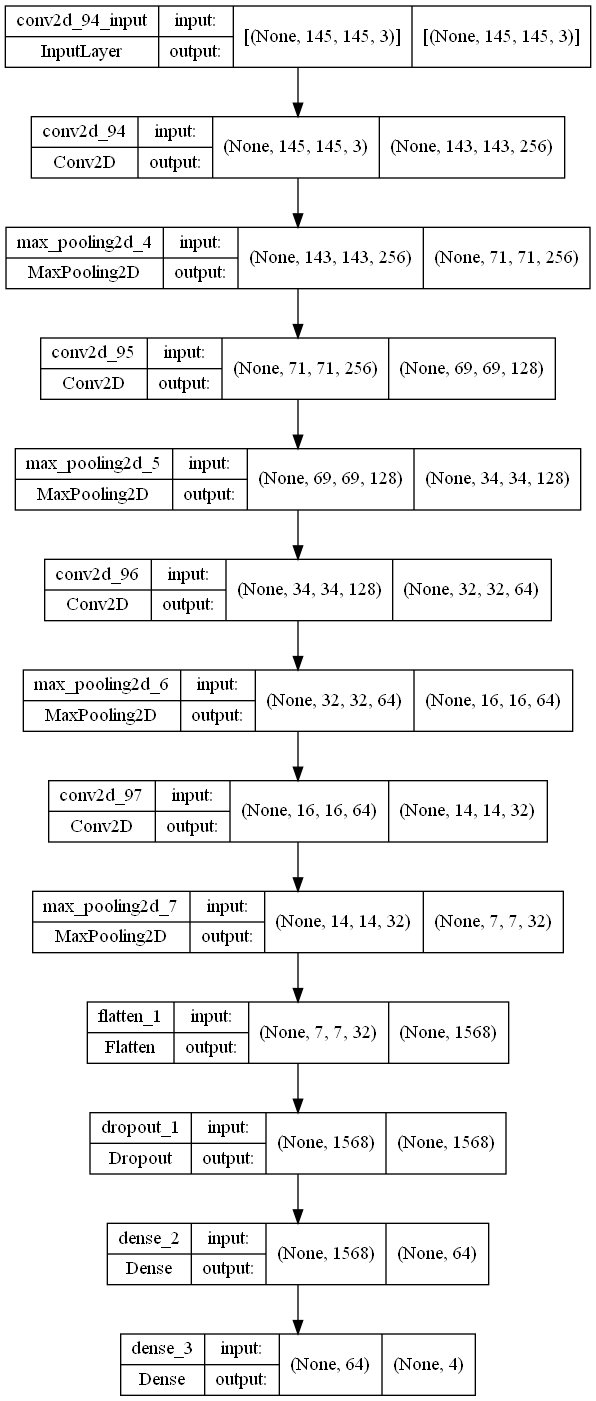 conv2d_94_input input: [(None, 145, 145, 3)] [(None, 145, 145, 3)]
InputLayer output:
conv2d_94 input: (None, 145, 145, 3) (None, 143, 143, 256)
Conv2D output:
max_pooling2d_4 input: (None, 143, 143, 256) (None, 71, 71, 256)
MaxPooling2D output:
conv2d_95 input: (None, 71, 71, 256) (None, 69, 69, 128)
Conv2D output:
max_pooling2d_5 input: (None, 69, 69, 128) (None, 34, 34, 128)
MaxPooling2D output:
conv2d_96 input: (None, 34, 34, 128) (None, 32, 32, 64)
Conv2D output:
max_pooling2d_6 input: (None, 32, 32, 64) (None, 16, 16, 64)
MaxPooling2D output:
conv2d_97 input: (None, 16, 16, 64) (None, 14, 14, 32)
Conv2D output:
max_pooling2d_7 input: (None, 14, 14, 32) (None, 7, 7, 32)
MaxPooling2D output:
flatten_1 input: (None, 7, 7, 32) (None, 1568)
Flatten output:
dropout_1 input: (None, 1568) (None, 1568)
Dropout output:
dense_2 input: (None, 1568) (None, 64)
Dense output:
dense_3 input: (None, 64) (None, 4)
Dense output: